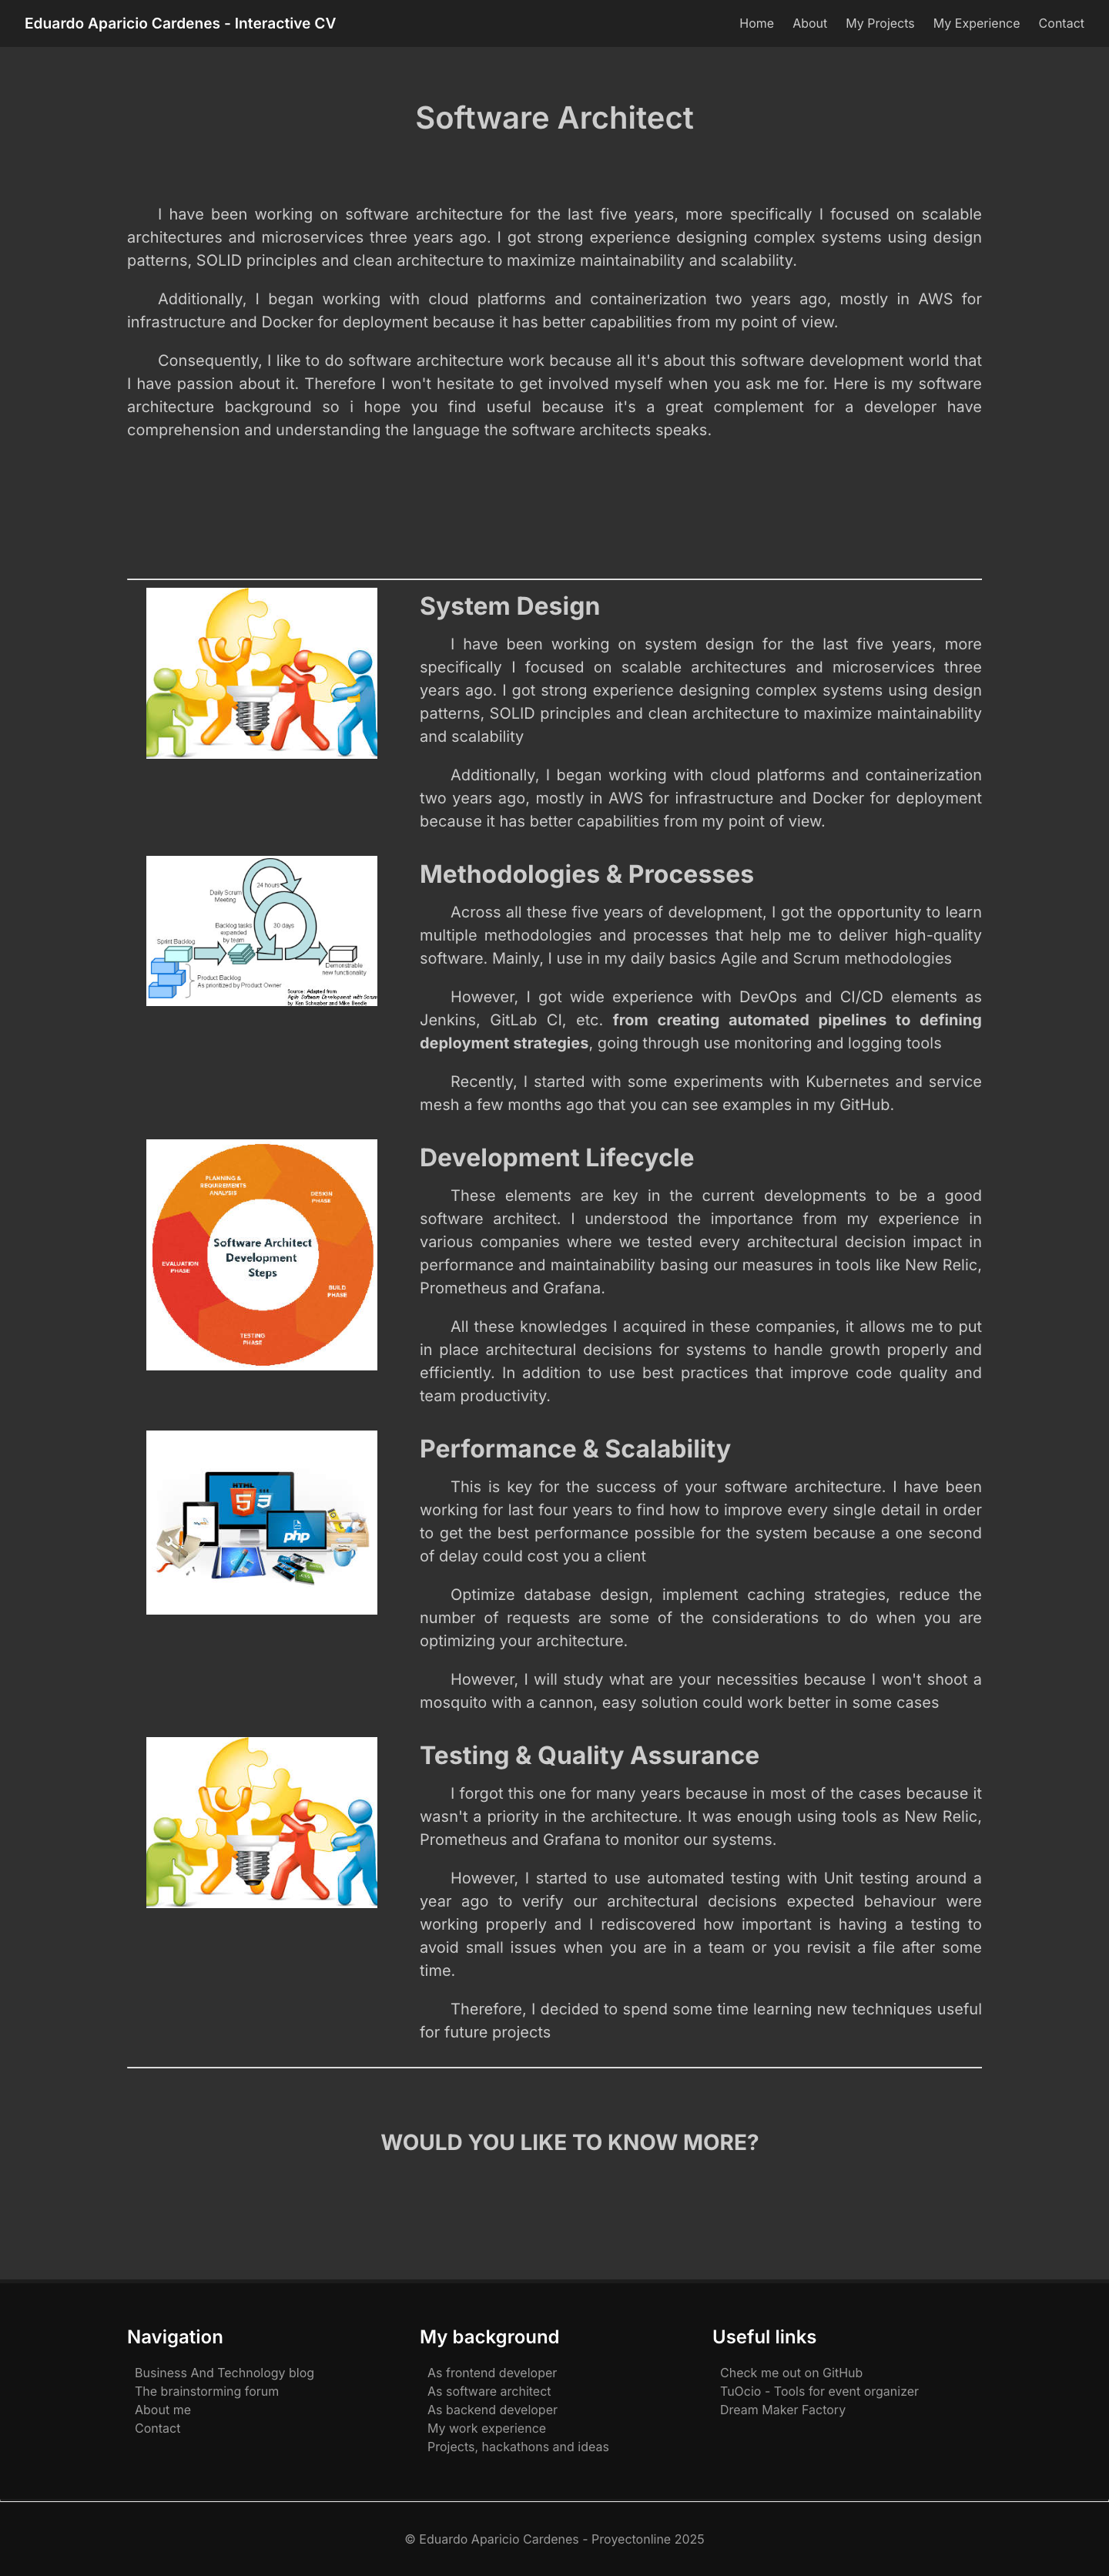 Eduardo Aparicio Cardenes - Interactive CV
Home
About
My Projects
My Experience
Contact
Software Architect
I have been working on software architecture for the last five years, more specifically I focused on scalable
architectures and microservices three years ago. I got strong experience designing complex systems using design
patterns, SOLID principles and clean architecture to maximize maintainability and scalability.
Additionally, I began working with cloud platforms and containerization two years ago, mostly in AWS for
infrastructure and Docker for deployment because it has better capabilities from my point of view.
Consequently, I like to do software architecture work because all it's about this software development world that
I have passion about it. Therefore I won't hesitate to get involved myself when you ask me for. Here is my software
architecture background so i hope you find useful because it's a great complement for a developer have
comprehension and understanding the language the software architects speaks.
System Design
I have been working on system design for the last five years, more
specifically I focused on scalable architectures and microservices three
years ago. I got strong experience designing complex systems using design
patterns, SOLID principles and clean architecture to maximize maintainability
and scalability
Additionally, I began working with cloud platforms and containerization
two years ago, mostly in AWS for infrastructure and Docker for deployment
because it has better capabilities from my point of view.
Daily Scrum
Meeting
24 hours
Backlog tasks
expanded
by team
30 days
Sprint Backlog
Product Backlog
As prioritized by Product Owner
Demonstrable
new functionality
Source: Adapted from
Agile Software Development with Scrum
by Ken Schwaber and Mike Beedle
Methodologies & Processes
Across all these five years of development, I got the opportunity to learn
multiple methodologies and processes that help me to deliver high-quality
software. Mainly, I use in my daily basics Agile and Scrum methodologies
However, I got wide experience with DevOps and CI/CD elements as
Jenkins, GitLab CI, etc. from creating automated pipelines to defining
deployment strategies, going through use monitoring and logging tools
Recently, I started with some experiments with Kubernetes and service
mesh a few months ago that you can see examples in my GitHub.
PLANNING &
REQUIREMENTS
ANALYSIS
DESIGN
PHASE
Software Architect
Development
Steps
EVALUATION
PHASE
BUILD
PHASE
TESTING
PHASE
Development Lifecycle
These elements are key in the current developments to be a good
software architect. I understood the importance from my experience in
various companies where we tested every architectural decision impact in
performance and maintainability basing our measures in tools like New Relic,
Prometheus and Grafana.
All these knowledges I acquired in these companies, it allows me to put
in place architectural decisions for systems to handle growth properly and
efficiently. In addition to use best practices that improve code quality and
team productivity.
HTML
5
3
php
Performance & Scalability
This is key for the success of your software architecture. I have been
working for last four years to find how to improve every single detail in order
to get the best performance possible for the system because a one second
of delay could cost you a client
Optimize database design, implement caching strategies, reduce the
number of requests are some of the considerations to do when you are
optimizing your architecture.
However, I will study what are your necessities because I won't shoot a
mosquito with a cannon, easy solution could work better in some cases
Testing & Quality Assurance
I forgot this one for many years because in most of the cases because it
wasn't a priority in the architecture. It was enough using tools as New Relic,
Prometheus and Grafana to monitor our systems.
However, I started to use automated testing with Unit testing around a
year ago to verify our architectural decisions expected behaviour were
working properly and I rediscovered how important is having a testing to
avoid small issues when you are in a team or you revisit a file after some
time.
Therefore, I decided to spend some time learning new techniques useful
for future projects
WOULD YOU LIKE TO KNOW MORE?
Navigation
Business And Technology blog
The brainstorming forum
About me
Contact
My background
As frontend developer
As software architect
As backend developer
My work experience
Projects, hackathons and ideas
Useful links
Check me out on GitHub
TuOcio - Tools for event organizer
Dream Maker Factory
© Eduardo Aparicio Cardenes - Proyectonline 2025